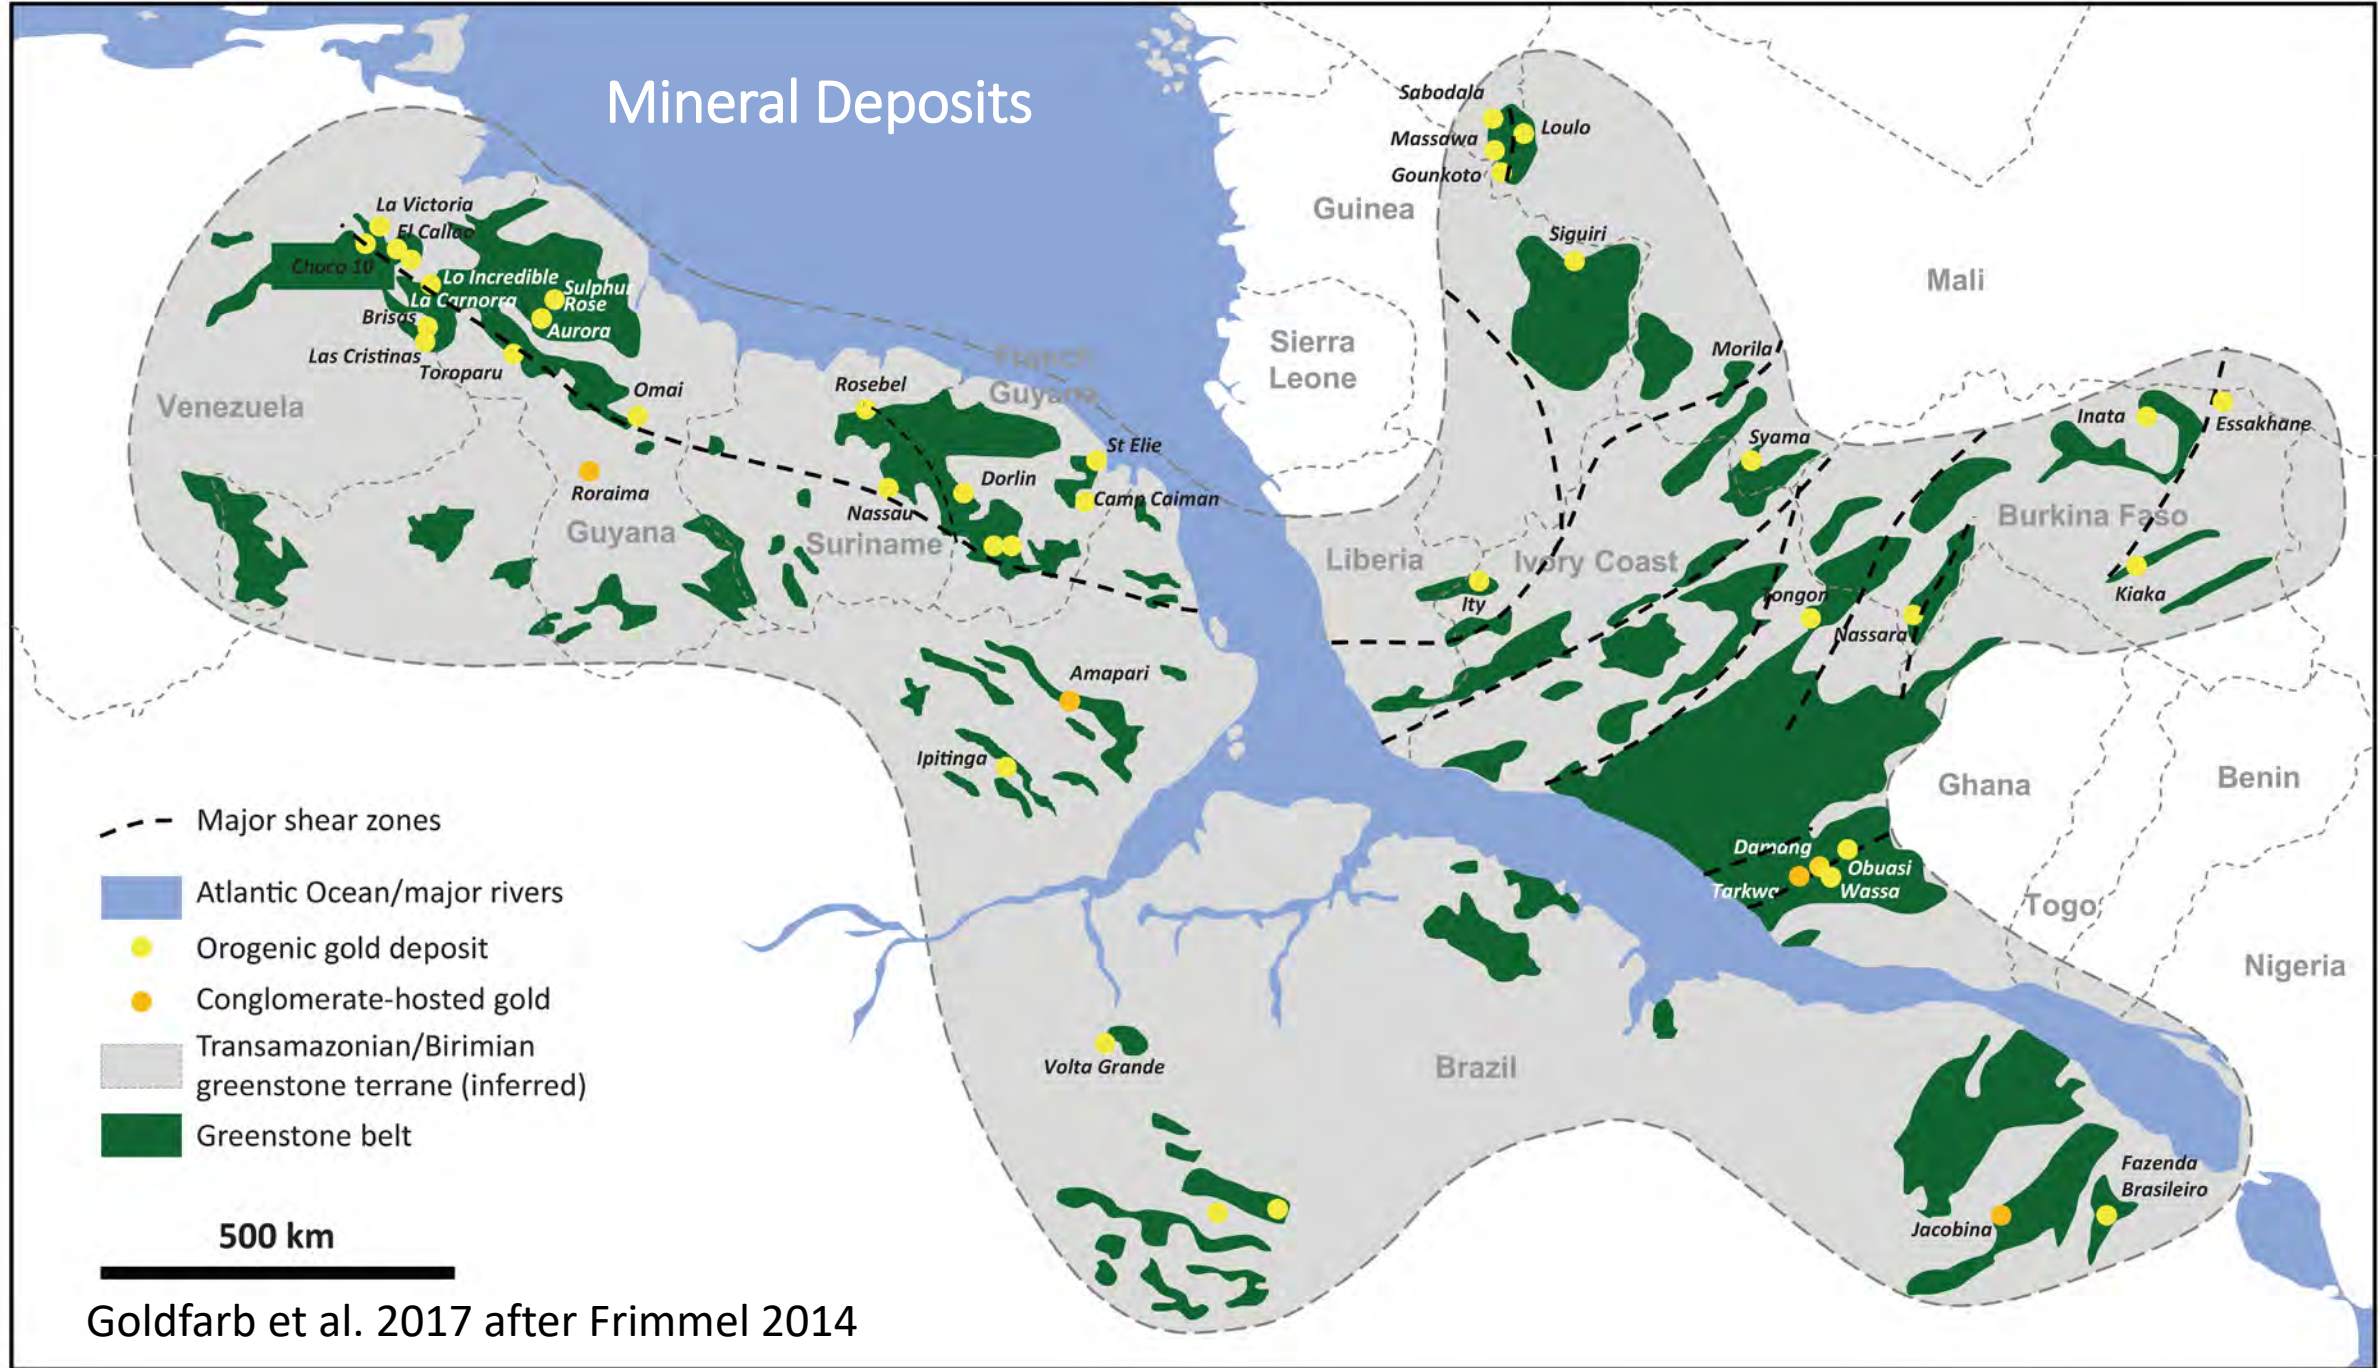 Mineral Deposits
Sabodala
Massawa
Loulo
Gounkoto
Guinea
Siguiri
Mali
Sierra
Leone
Morila
La Victoria
El Callao
Choco 10
Lo Incredible
La Carnorra
Sulphur
Rose
Brisas
Aurora
Las Cristinas
Toroparu
Omai
Venezuela
Roraima
Guyana
Rosebel
French
Guyana
St Elie
Dorlin
Camp Caiman
Nassau
Suriname
Syama
Inata
Essakhane
Burkina Faso
Liberia
Ivory Coast
Ity
Tongon
Nassara
Kiaka
Amapari
Ipitinga
Ghana
Benin
Damang
Obuasi
Tarkwa
Wassa
Togo
Nigeria
Volta Grande
Brazil
Fazenda
Brasileiro
Jacobina
Major shear zones
Atlantic Ocean/major rivers
Orogenic gold deposit
Conglomerate-hosted gold
Transamazonian/Birimian
greenstone terrane (inferred)
Greenstone belt
500 km
Goldfarb et al. 2017 after Frimmel 2014